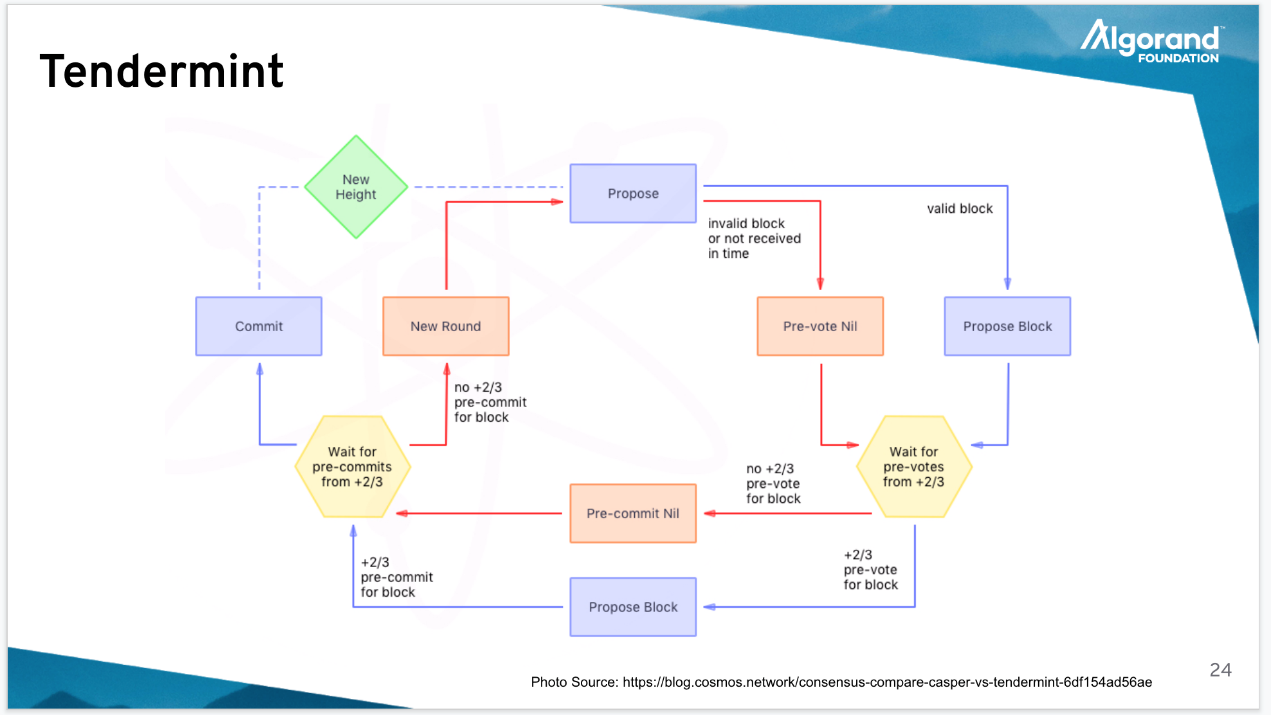 Algorand™
FOUNDATION
Tendermint
New
Height
Propose
valid block
invalid block
or not received
in time
Commit
New Round
Pre-vote Nil
Propose Block
no +2/3
pre-commit
for block
Wait for
pre-commits
from +2/3
Wait for
pre-votes
from +2/3
no +2/3
pre-vote
for block
Pre-commit Nil
+2/3
pre-commit
for block
+2/3
pre-vote
for block
Propose Block
24
Photo Source: https://blog.cosmos.network/consensus-compare-casper-vs-tendermint-6df154ad56ae